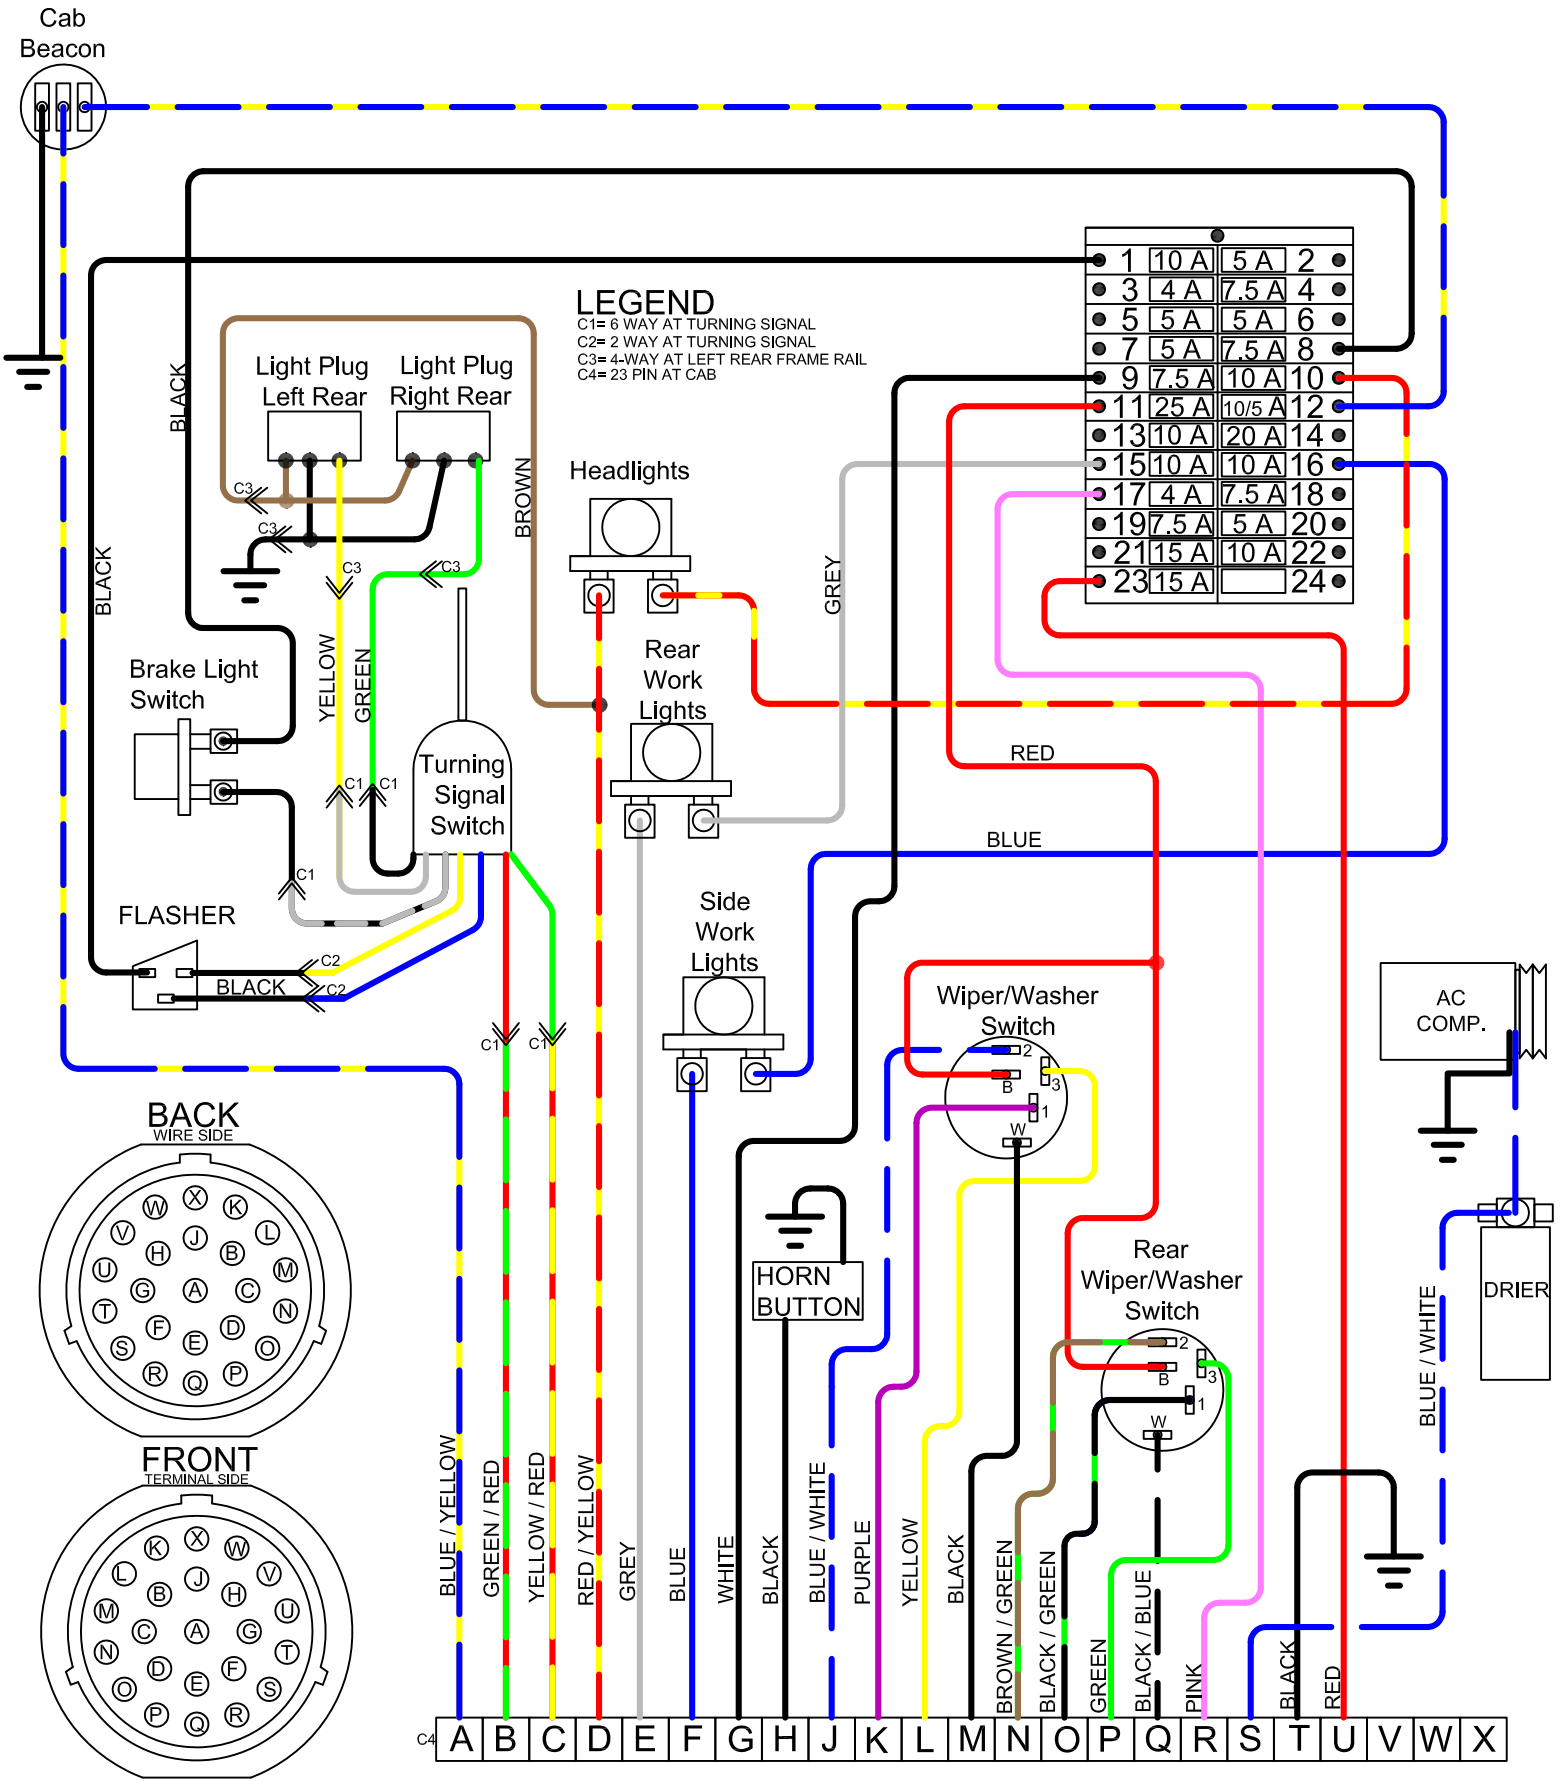 Cab
Beacon
LEGEND
C1= 6 WAY AT TURNING SIGNAL
C2= 2 WAY AT TURNING SIGNAL
C3= 4-WAY AT LEFT REAR FRAME RAIL
C4= 23 PIN AT CAB
1 10 A 5 A 2
3 4 A 7.5 A 4
5 5 A 5 A 6
7 5 A 7.5 A 8
9 7.5 A 10 A 10
11 25 A 10/5 A 12
13 10 A 20 A 14
15 10 A 10 A 16
17 4 A 7.5 A 18
19 7.5 A 5 A 20
21 15 A 10 A 22
23 15 A 24
BLACK
BLACK
Light Plug
Left Rear
Light Plug
Right Rear
C3
C3
C3
C3
BROWN
YELLOW
GREEN
Headlights
GREY
Rear
Work
Lights
Brake Light
Switch
Turning
Signal
Switch
C1
C1
C1
RED
BLUE
FLASHER
BLACK
C2
C2
C1
C1
Side
Work
Lights
Wiper/Washer
Switch
2
B
3
1
W
AC
COMP.
DRIER
BLUE / WHITE
HORN
BUTTON
Rear
Wiper/Washer
Switch
2
B
3
1
W
BACK
WIRE SIDE
X
W
K
V
J
L
H
B
U
M
G
A
C
T
N
F
D
S
E
O
R
P
Q
FRONT
TERMINAL SIDE
X
K
W
L
J
V
B
H
M
U
C
A
G
N
T
D
F
O
E
S
P
R
Q
BLUE / YELLOW
GREEN / RED
YELLOW / RED
RED / YELLOW
GREY
BLUE
WHITE
BLACK
BLUE / WHITE
PURPLE
YELLOW
BLACK
BROWN / GREEN
BLACK / GREEN
GREEN
BLACK / BLUE
PINK
BLACK
RED
C4 A B C D E F G H J K L M N O P Q R S T U V W X